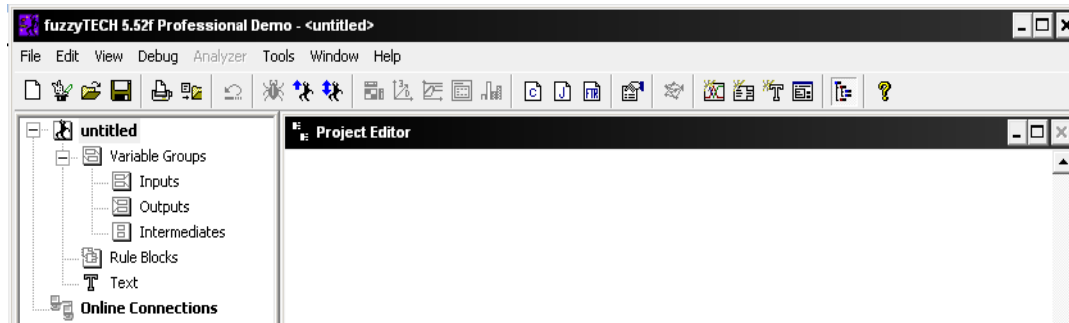 fuzzyTECH 5.52f Professional Demo - <untitled>
File Edit View Debug Analyzer Tools Window Help
C J FTR
untitled
Project Editor
Variable Groups
Inputs
Outputs
Intermediates
Rule Blocks
T Text
Online Connections